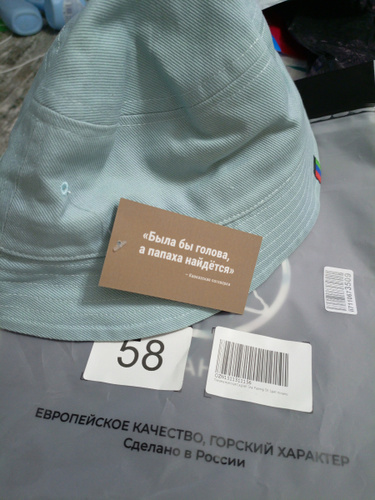 «Была бы голова,
а папаха найдётся»
58
ЕВРОПЕЙСКОЕ КАЧЕСТВО, ГОРСКИЙ ХАРАКТЕР
Сделано в России